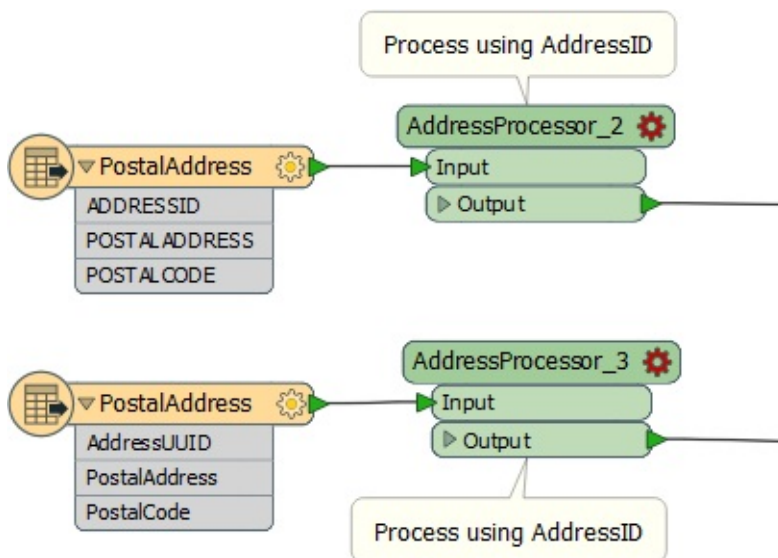 Process using AddressID
AddressProcessor_2
PostalAddress
Input
ADDRESSID
Output
POSTALADDRESS
POSTALCODE
AddressProcessor_3
PostalAddress
Input
AddressUUID
Output
PostalAddress
PostalCode
Process using AddressID